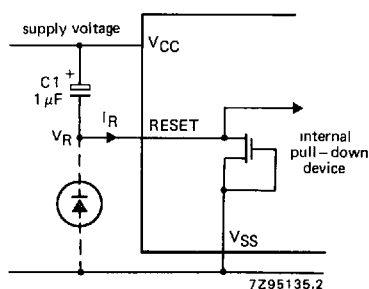 supply voltage
VCC
C1
+
1 μF
IR
VR
RESET
internal
pull-down
device
VSS
7Z95135.2